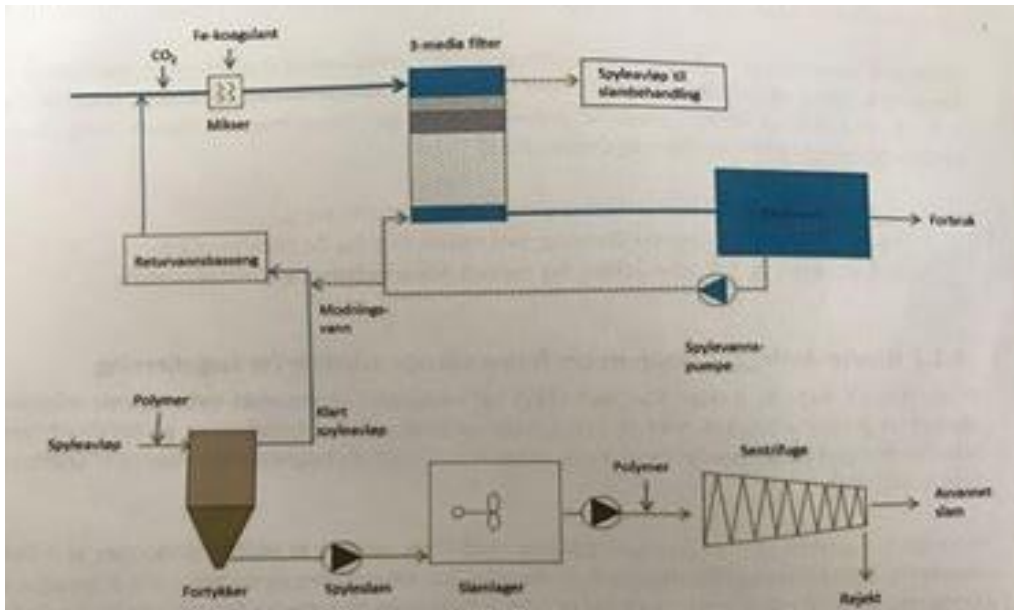 Fe-koagulant
CO₂
Mikser
3-media filter
Spyleavløp til
slambehandling
Forbruk
Returvannsbasseng
Modnings-
vann
Spylevanns-
pumpe
Polymer
Spyleavløp
Klart
spyleavløp
Fortykker
Spyleslam
Slamlager
Polymer
Sentrifuge
Avvannet
slam
Rejekt